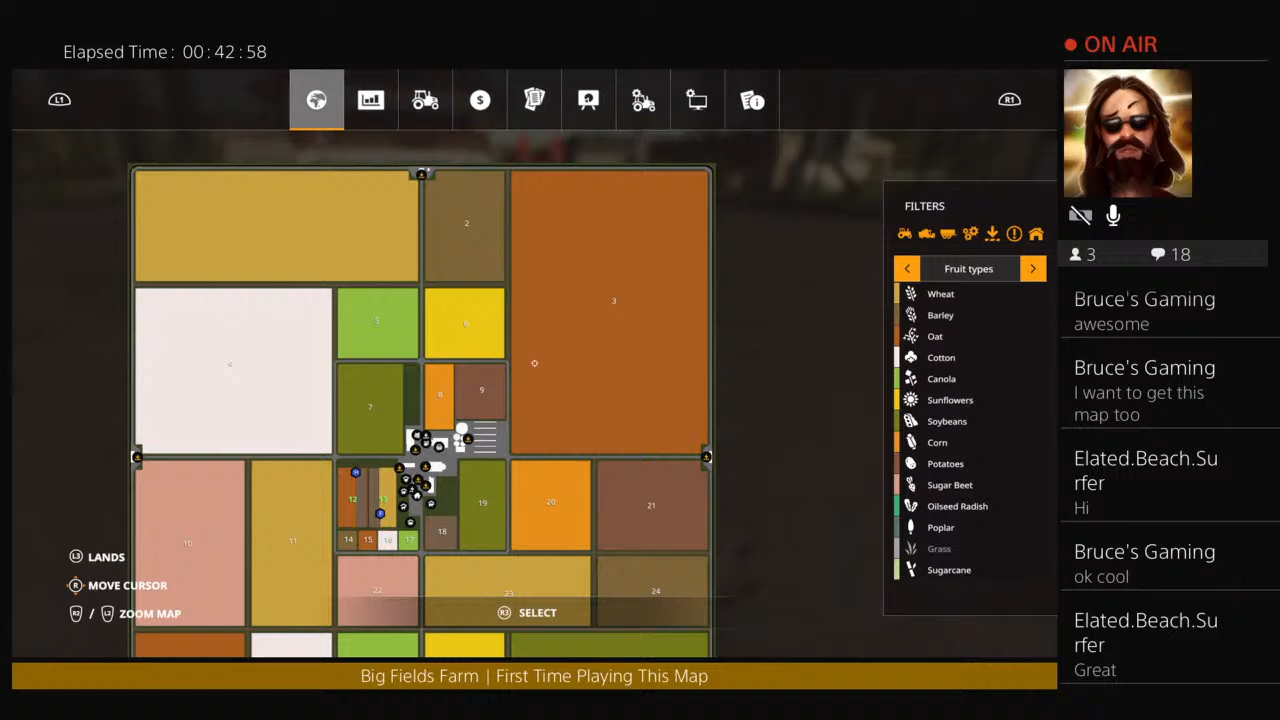 Elapsed Time: 00:42:58
ON AIR
L1
R1
3
18
FILTERS
Fruit types
Wheat
Barley
Oat
Cotton
Canola
Sunflowers
Soybeans
Corn
Potatoes
Sugar Beet
Oilseed Radish
Poplar
Grass
Sugarcane
2
3
4
5
6
7
8
9
10
11
12
13
14
15
16
17
18
19
20
21
22
23
24
L3 LANDS
R MOVE CURSOR
R2 / L2 ZOOM MAP
R3 SELECT
Big Fields Farm | First Time Playing This Map
Bruce's Gaming
awesome
Bruce's Gaming
I want to get this
map too
Elated.Beach.Su
rfer
Hi
Bruce's Gaming
ok cool
Elated.Beach.Su
rfer
Great